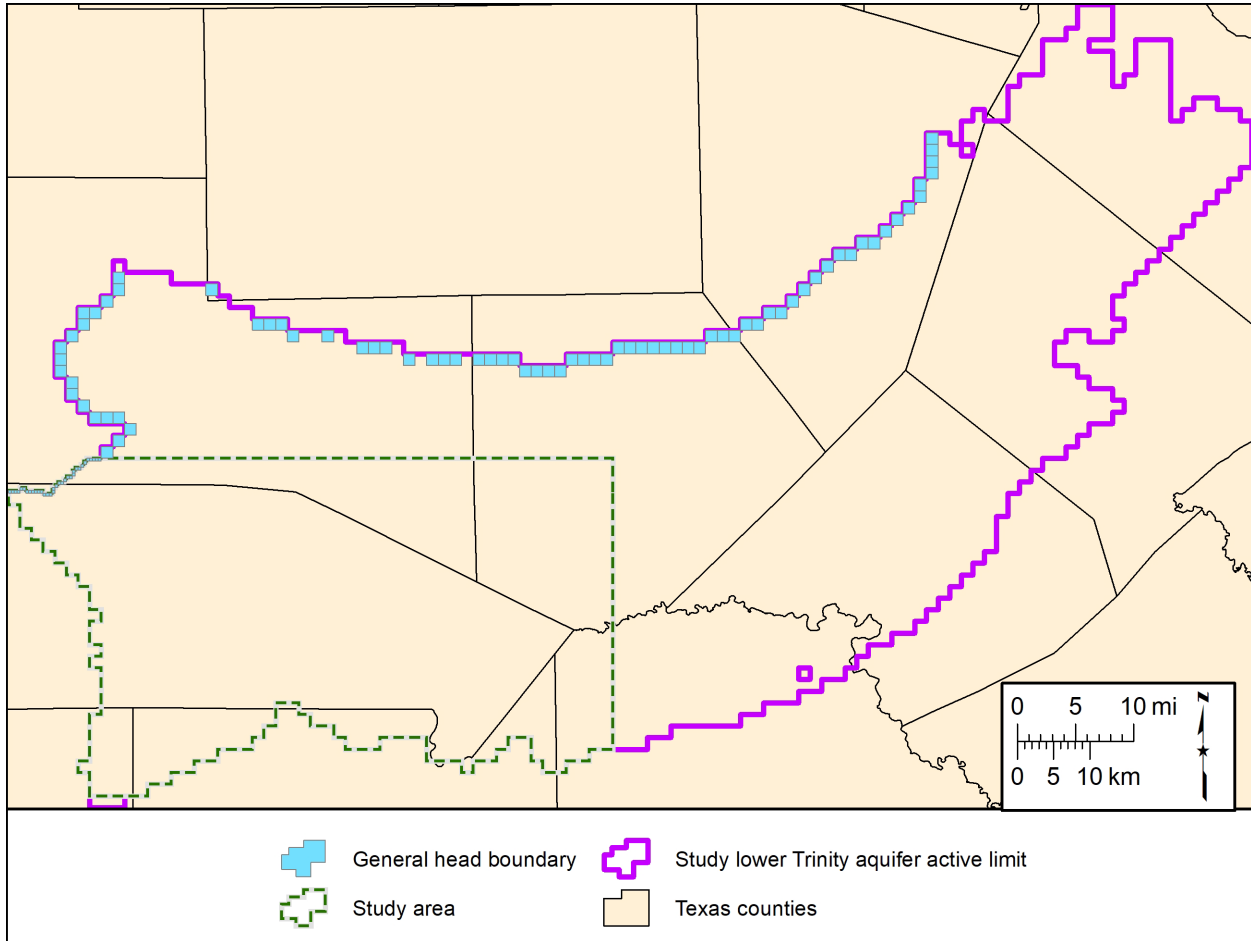 0 5 10 mi
0 5 10 km
N
General head boundary
Study lower Trinity aquifer active limit
Study area
Texas counties